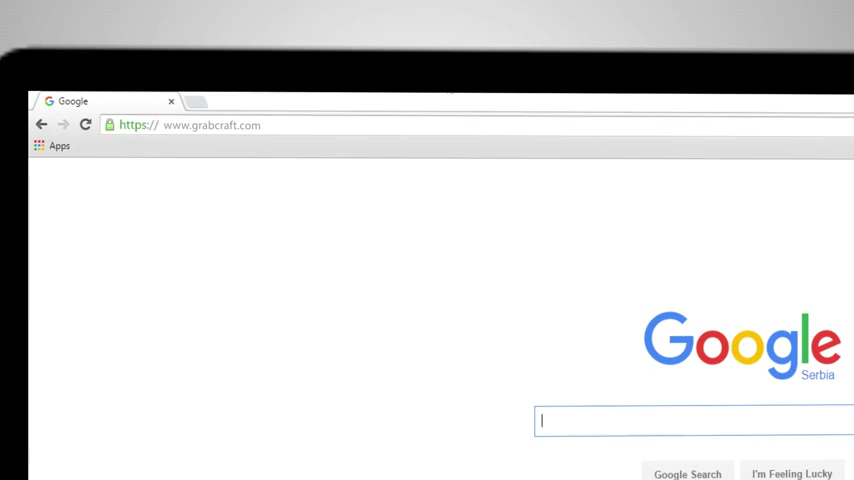 Google
https:// www.grabcraft.com
Apps
Google
Serbia
Google Search
I'm Feeling Lucky